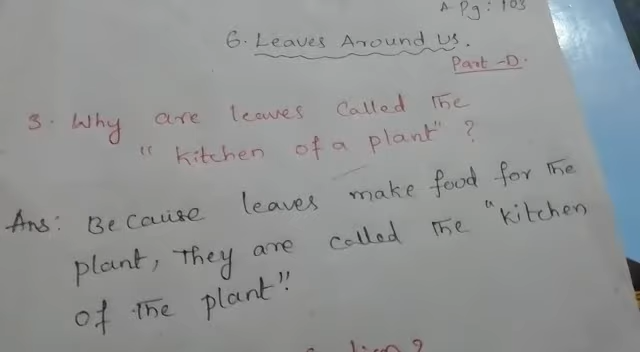 A Pg: 103
6. Leaves Around Us.
Part-D.
3. Why are leaves called the
"kitchen of a plant" ?
Ans: Because leaves make food for the
plant, They are called the "kitchen
of the plant".